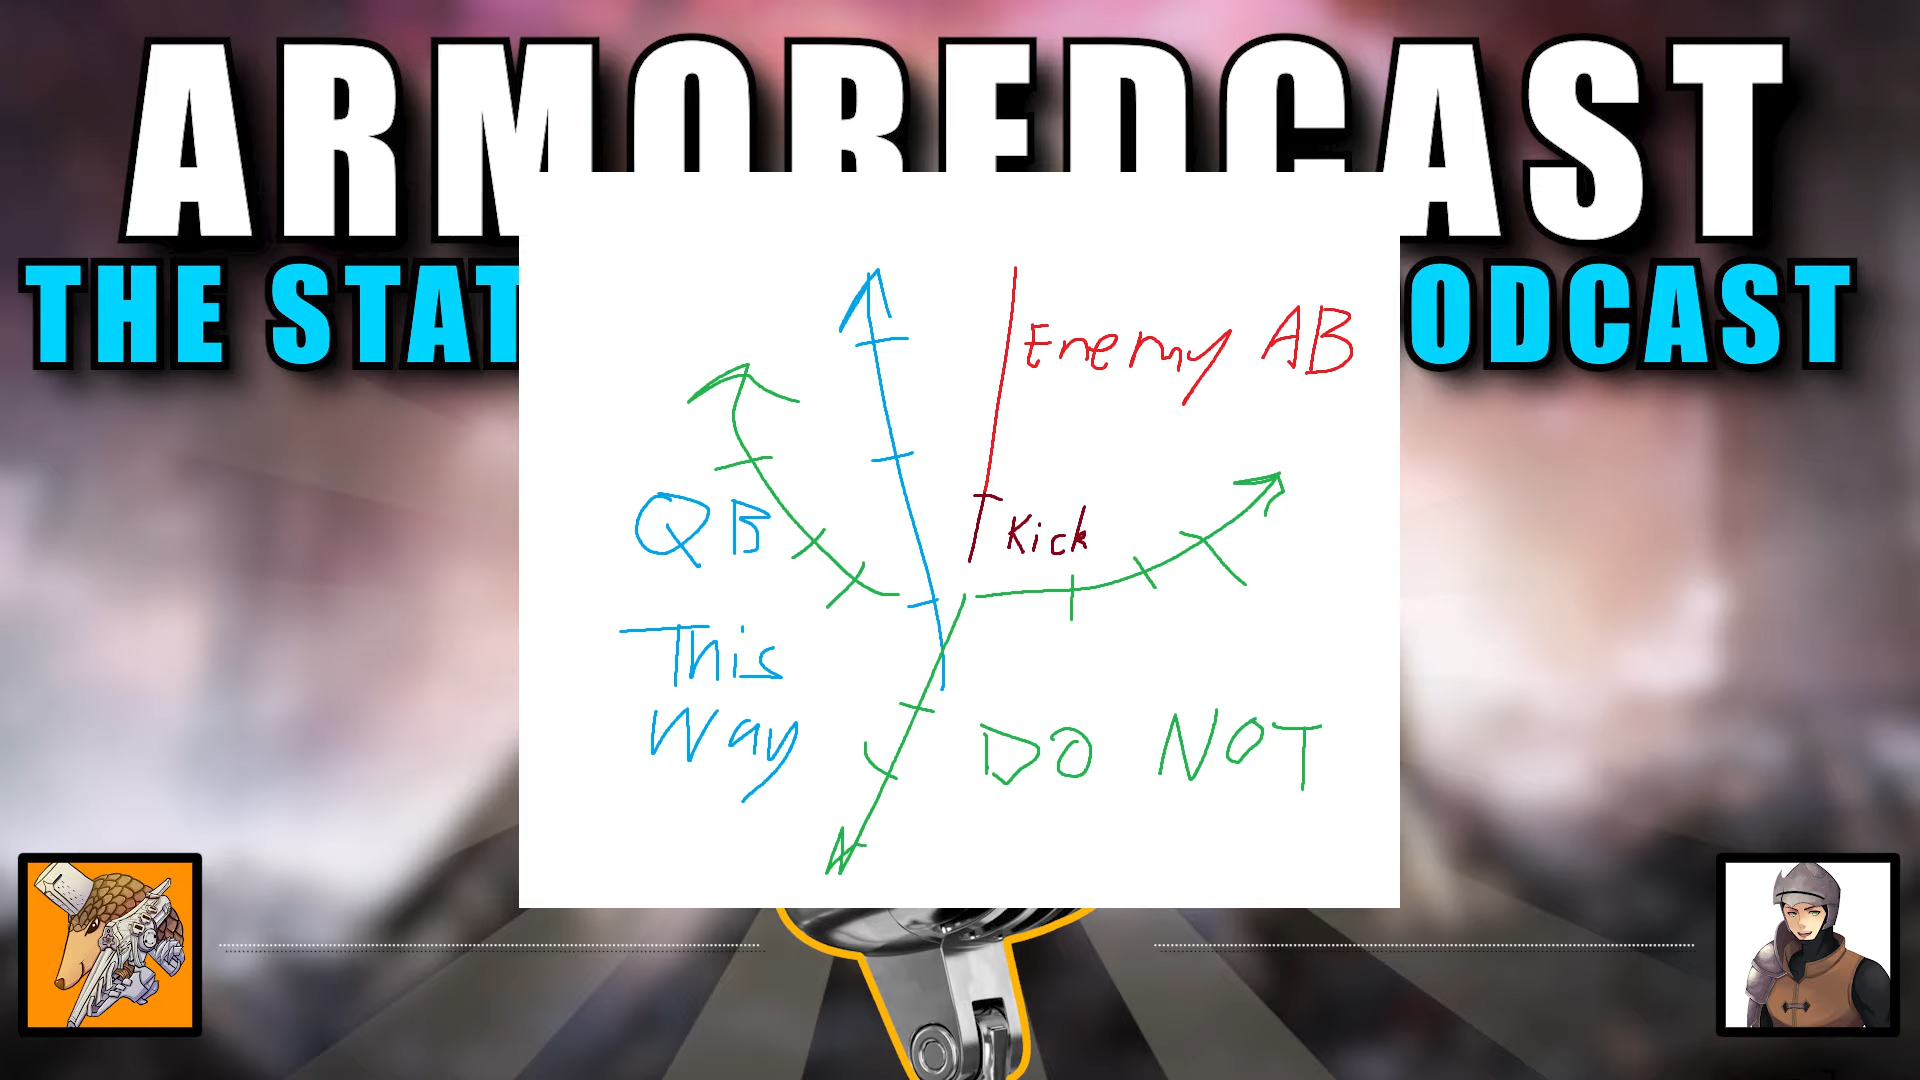 ARMOREDCAST
THE STAT
ODCAST
Enemy AB
QB
Kick
This
Way
DO NOT